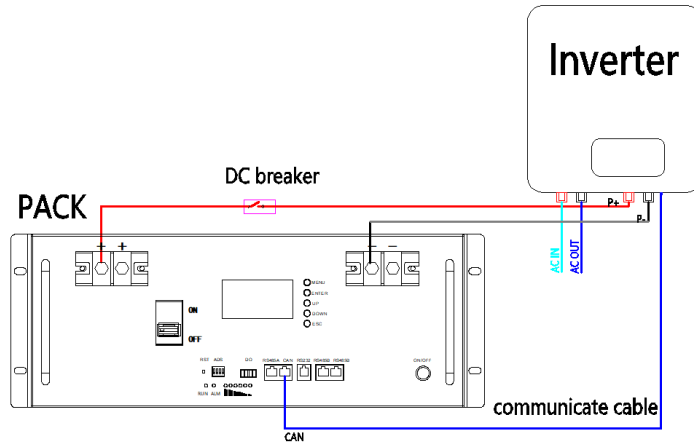 Inverter
DC breaker
PACK
P+
P-
AC IN
AC OUT
+ +
- -
MENU
ENTER
UP
DOWN
ESC
ON
OFF
RST ADS DO RS485A CAN RS232 RS485B RS485B ON/OFF
RUN ALM
communicate cable
CAN